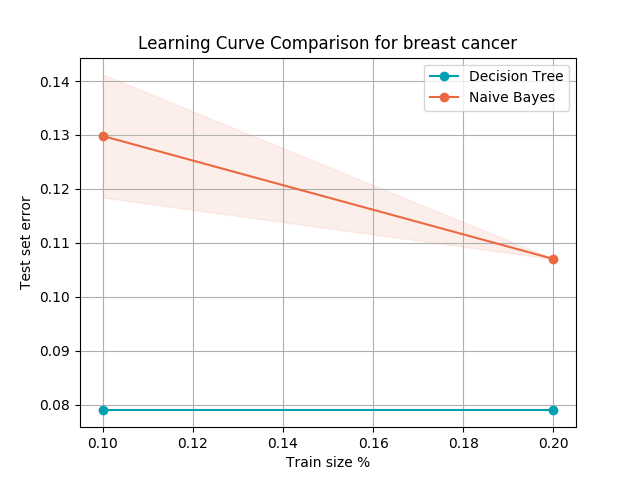 Learning Curve Comparison for breast cancer
Decision Tree
Naive Bayes
Test set error
0.14
0.13
0.12
0.11
0.10
0.09
0.08
0.10 0.12 0.14 0.16 0.18 0.20
Train size %